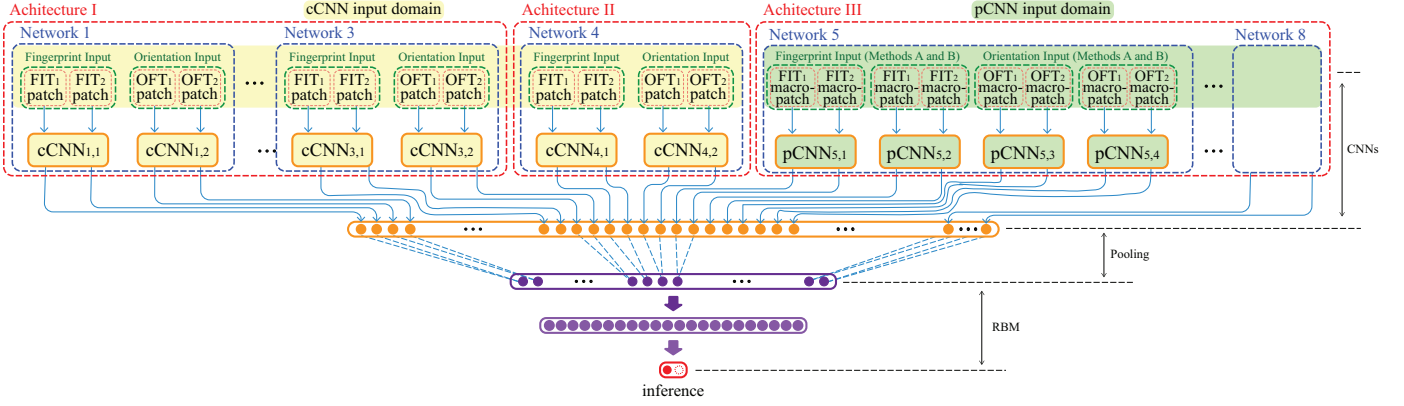 Achitecture I
cCNN input domain
Achitecture II
Achitecture III
pCNN input domain
Network 1
Network 3
Network 4
Network 5
Network 8
Fingerprint Input
Orientation Input
Fingerprint Input
Orientation Input
Fingerprint Input
Orientation Input
Fingerprint Input (Methods A and B)
Orientation Input (Methods A and B)
FIT1 patch
FIT2 patch
OFT1 patch
OFT2 patch
...
FIT1 patch
FIT2 patch
OFT1 patch
OFT2 patch
FIT1 patch
FIT2 patch
OFT1 patch
OFT2 patch
FIT1 macro-patch
FIT2 macro-patch
FIT1 macro-patch
FIT2 macro-patch
OFT1 macro-patch
OFT2 macro-patch
OFT1 macro-patch
OFT2 macro-patch
...
cCNN1,1
cCNN1,2
...
cCNN3,1
cCNN3,2
cCNN4,1
cCNN4,2
pCNN5,1
pCNN5,2
pCNN5,3
pCNN5,4
...
CNNs
...
...
...
Pooling
...
...
RBM
inference